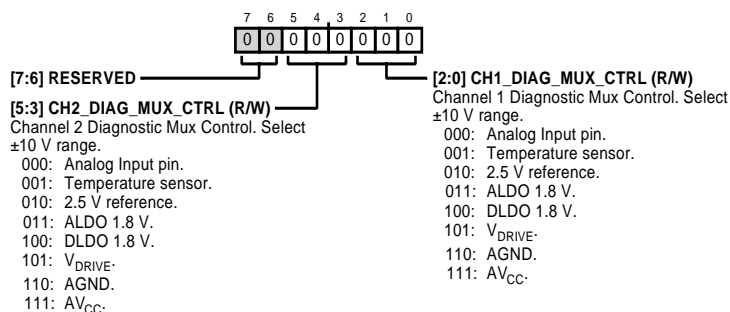 7 6 5 4 3 2 1 0
0 0 0 0 0 0 0 0
[7:6] RESERVED
[5:3] CH2_DIAG_MUX_CTRL (R/W)
Channel 2 Diagnostic Mux Control. Select
±10 V range.
000: Analog Input pin.
001: Temperature sensor.
010: 2.5 V reference.
011: ALDO 1.8 V.
100: DLDO 1.8 V.
101: VDRIVE.
110: AGND.
111: AVCC.
[2:0] CH1_DIAG_MUX_CTRL (R/W)
Channel 1 Diagnostic Mux Control. Select
±10 V range.
000: Analog Input pin.
001: Temperature sensor.
010: 2.5 V reference.
011: ALDO 1.8 V.
100: DLDO 1.8 V.
101: VDRIVE.
110: AGND.
111: AVCC.